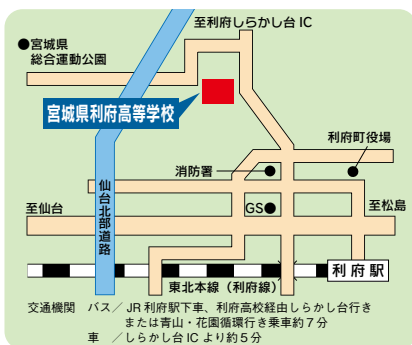 至利府しらかし台 IC
●宮城県
総合運動公園
宮城県利府高等学校
利府町役場
消防署
仙台北部道路
至仙台
GS
至松島
東北本線（利府線）
利府駅
交通機関　バス／JR利府駅下車、利府高校経由しらかし台行き
または青山・花園循環行き乗車約７分
車　／しらかし台ICより約５分